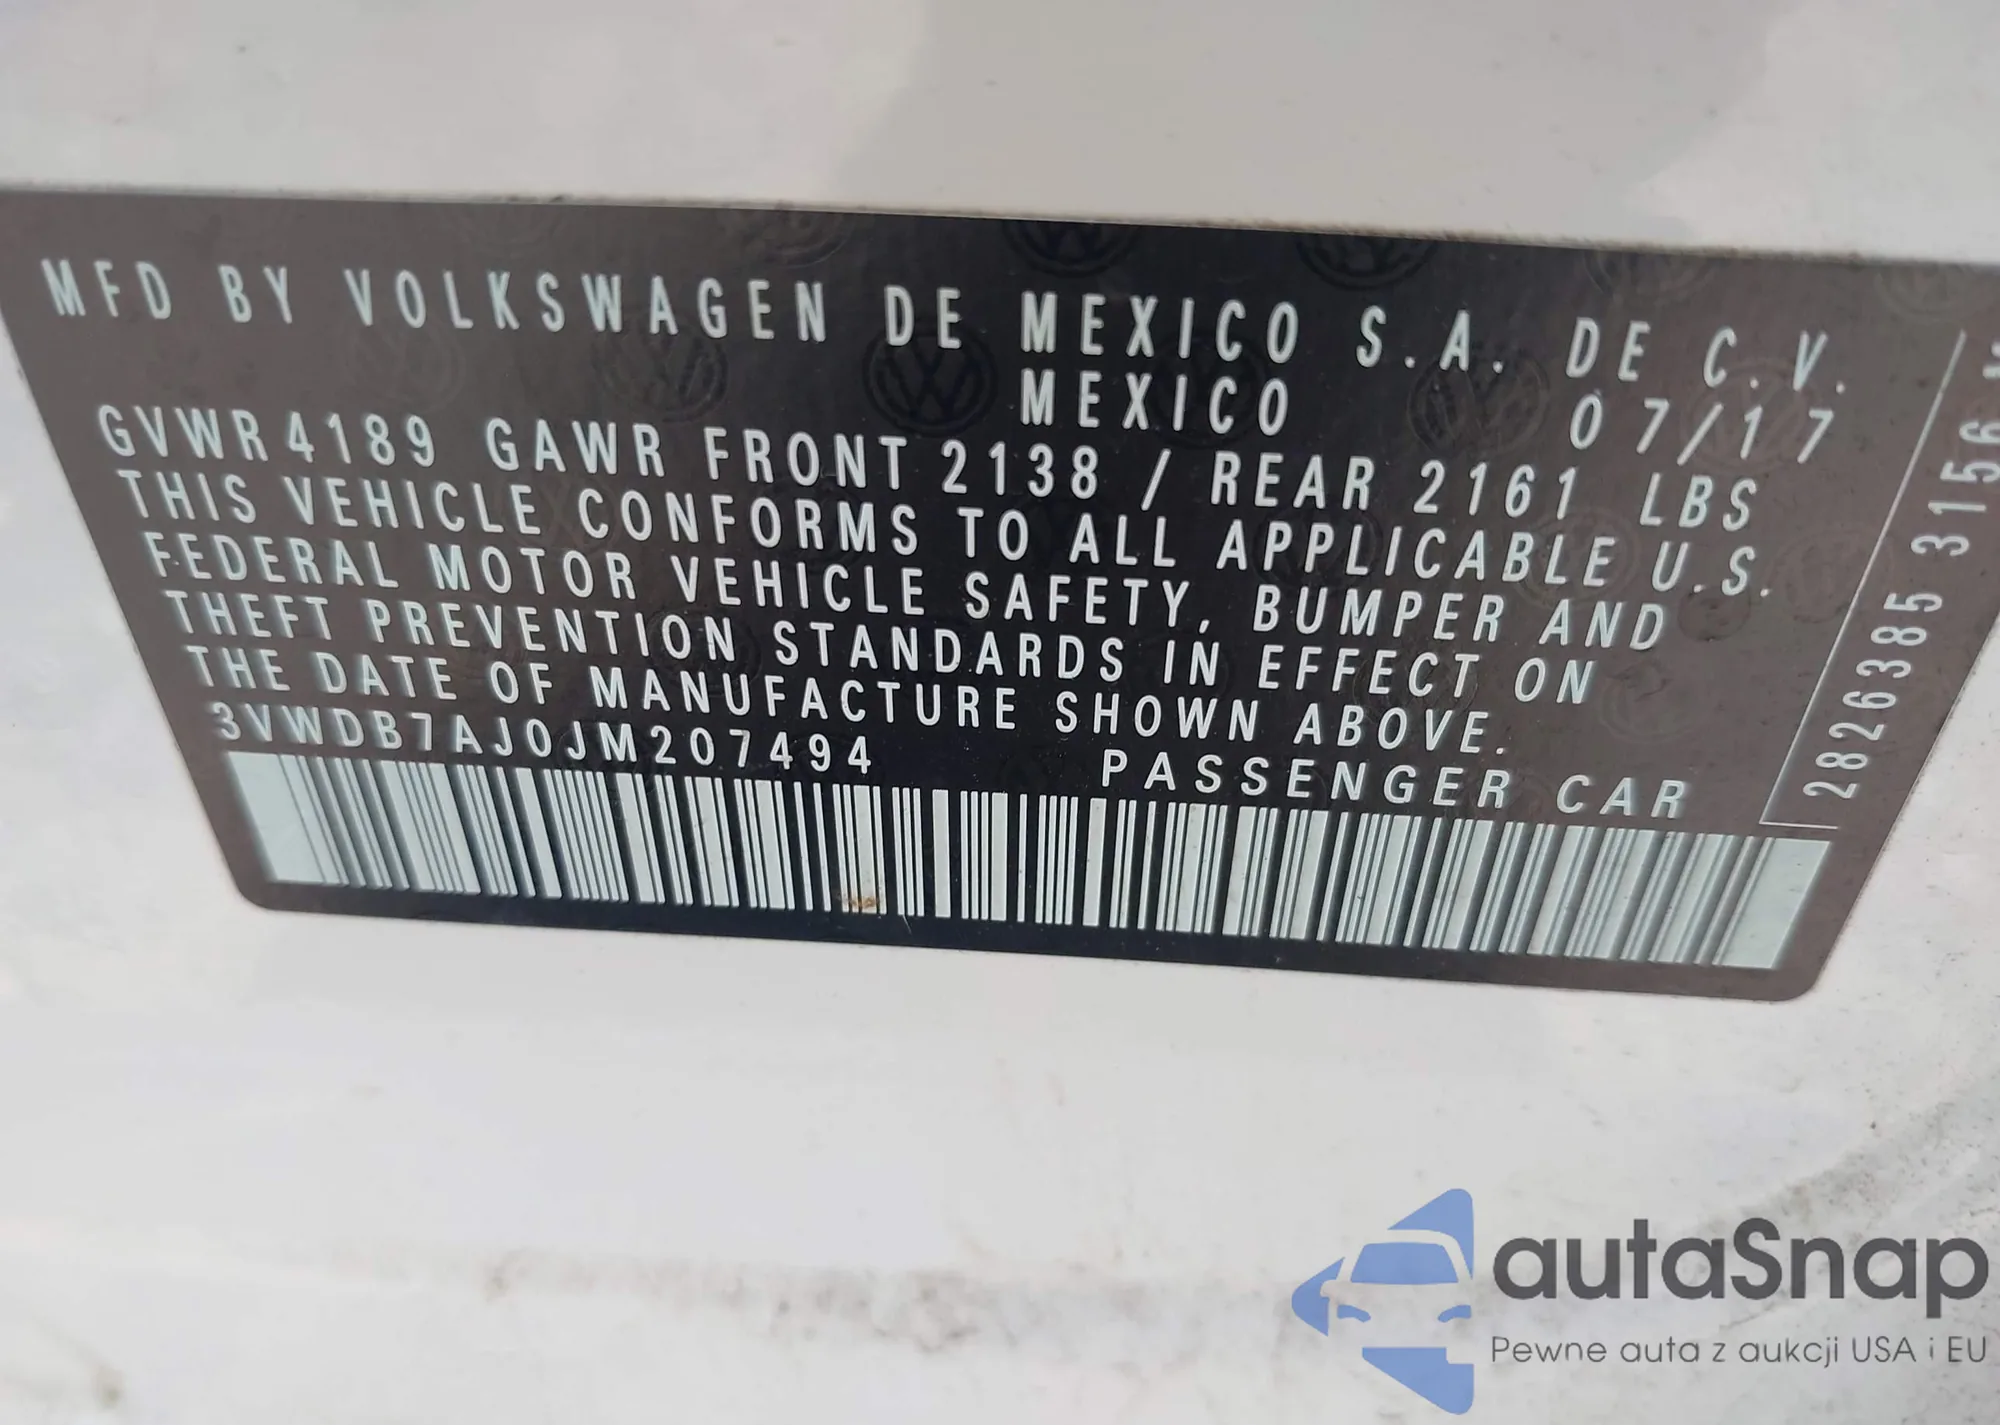 MFD BY VOLKSWAGEN DE MEXICO S.A. DE C.V.
MEXICO 07/17
GVWR 4189 GAWR FRONT 2138 / REAR 2161 LBS
THIS VEHICLE CONFORMS TO ALL APPLICABLE U.S.
FEDERAL MOTOR VEHICLE SAFETY, BUMPER AND
THEFT PREVENTION STANDARDS IN EFFECT ON
THE DATE OF MANUFACTURE SHOWN ABOVE.
3VWDB7AJ0JM207494 PASSENGER CAR
2826385 3156
autaSnap
Pewne auta z aukcji USA i EU